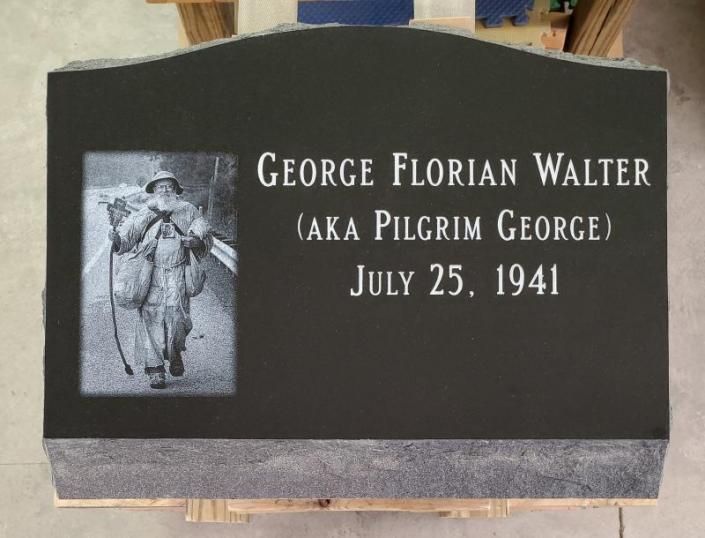 George Florian Walter
(aka Pilgrim George)
July 25, 1941